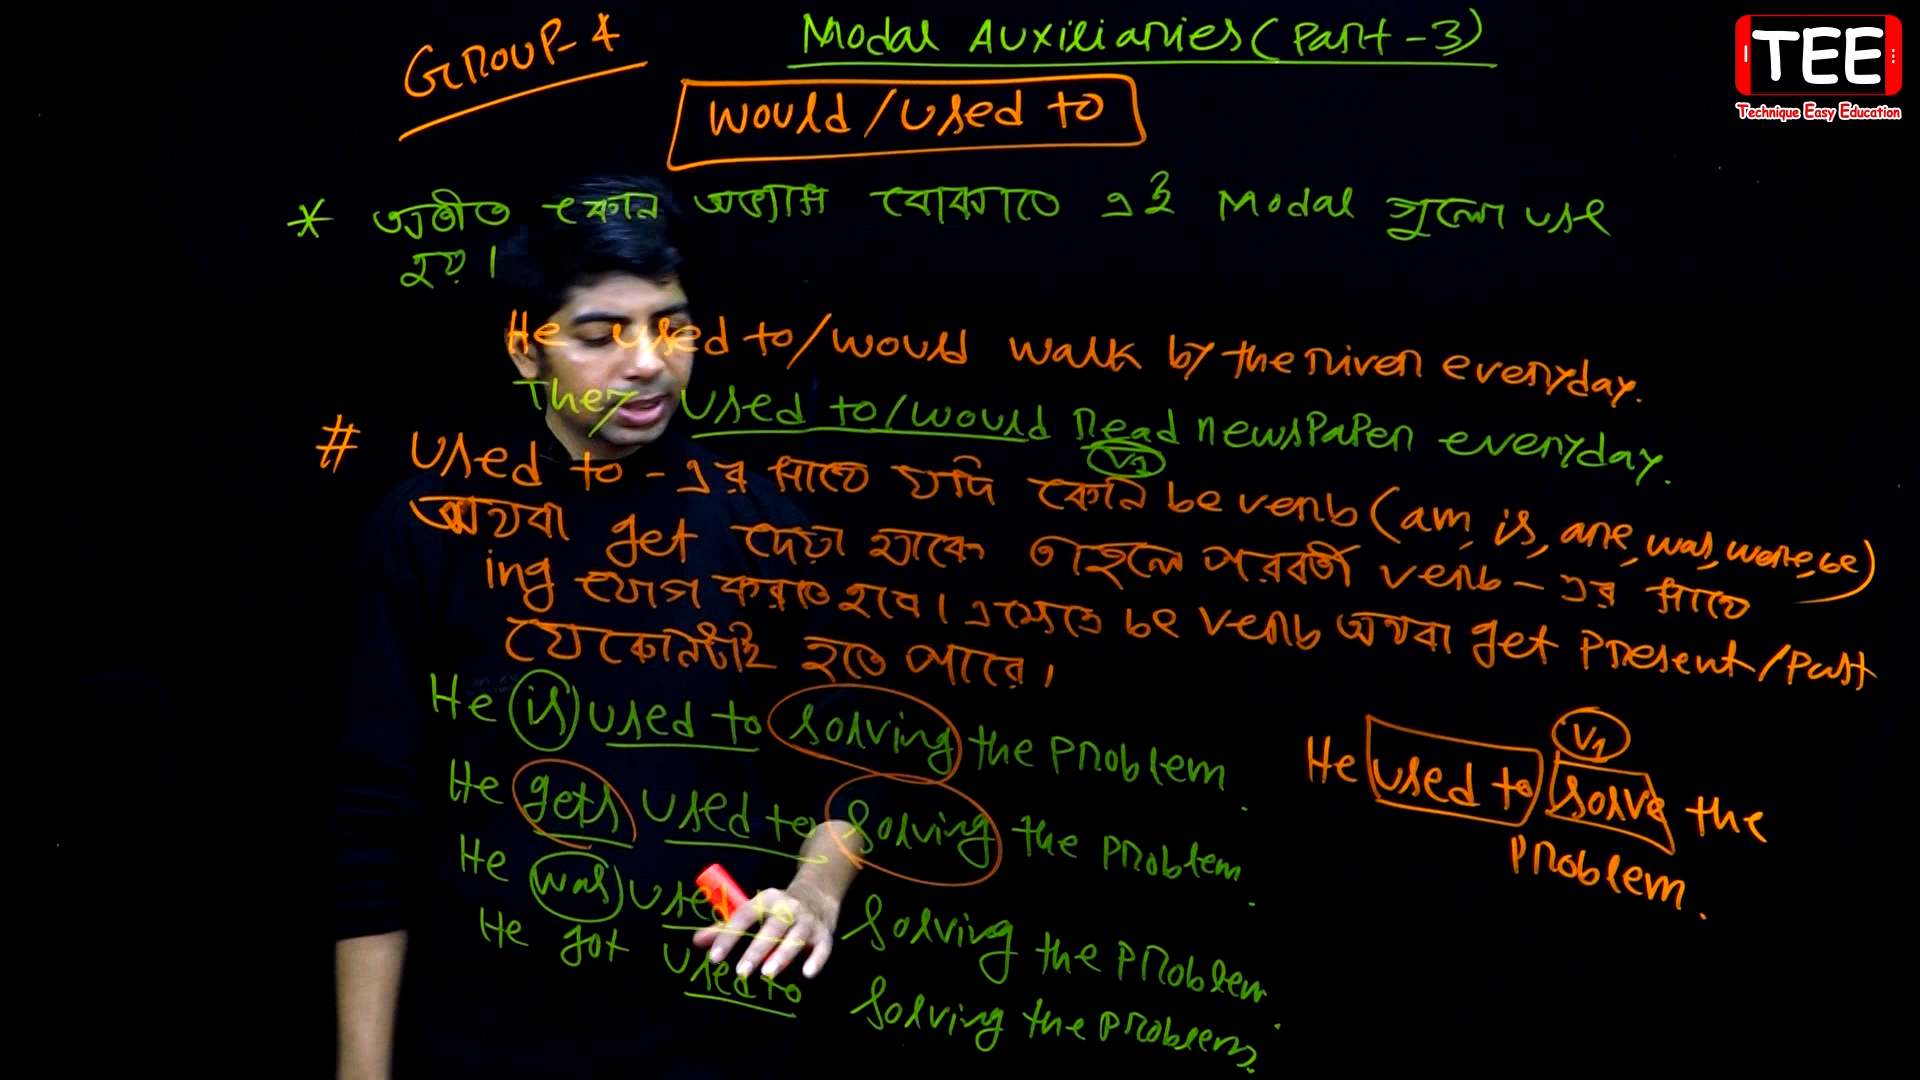 GROUP-4
Modal Auxiliaries (Part-3)
TEE
Technique Easy Education
would/used to
* অতীত কোন অভ্যাস বোঝাতে এই Modal গুলো use
হয়।
He used to/would walk by the river everyday.
They used to/would Read newspaper everyday.
V1
# used to-এর সাথে যদি কোন be verb (am, is, are, was, were, be)
অথবা get দেয়া থাকে তাহলে পরবর্তী verb-এর সাথে
ing যোগ করতে হবে। এক্ষেত্রে be verb অথবা get Present/Past
যেকোনটাই হতে পারে।
He is used to solving the problem.
He gets used to solving the problem.
He was used to solving the problem.
He got used to solving the problem.
V1
He used to solve the
problem.